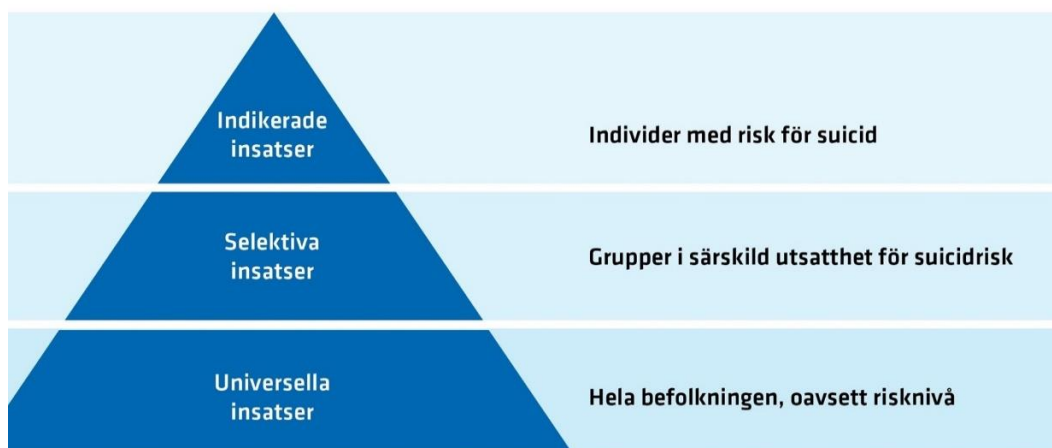 Indikerade
insatser
Individer med risk för suicid
Selektiva
insatser
Grupper i särskild utsatthet för suicidrisk
Universella
insatser
Hela befolkningen, oavsett risknivå